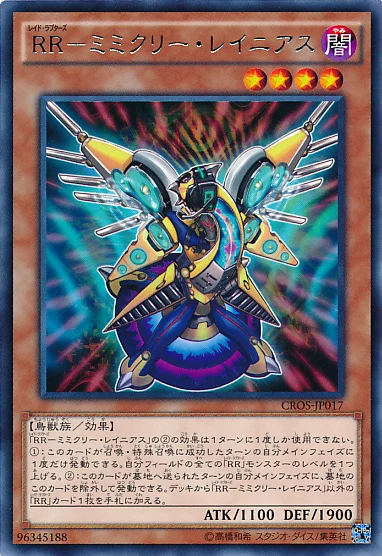 レイド・ラプターズ
RR－ミミクリー・レイニアス
やみ
闇
CROS-JP017
【鳥獣族／効果】
「RR－ミミクリー・レイニアス」の②の効果は1ターンに1度しか使用できない。
①：このカードが召喚・特殊召喚に成功したターンの自分メインフェイズに
1度だけ発動できる。自分フィールドの全ての「RR」モンスターのレベルを1つ
上げる。②：このカードが墓地へ送られたターンの自分メインフェイズに、墓地の
このカードを除外して発動できる。デッキから「RR－ミミクリー・レイニアス」以外の
「RR」カード1枚を手札に加える。
ATK/1100 DEF/1900
96345188
©高橋和希 スタジオ・ダイス/集英社